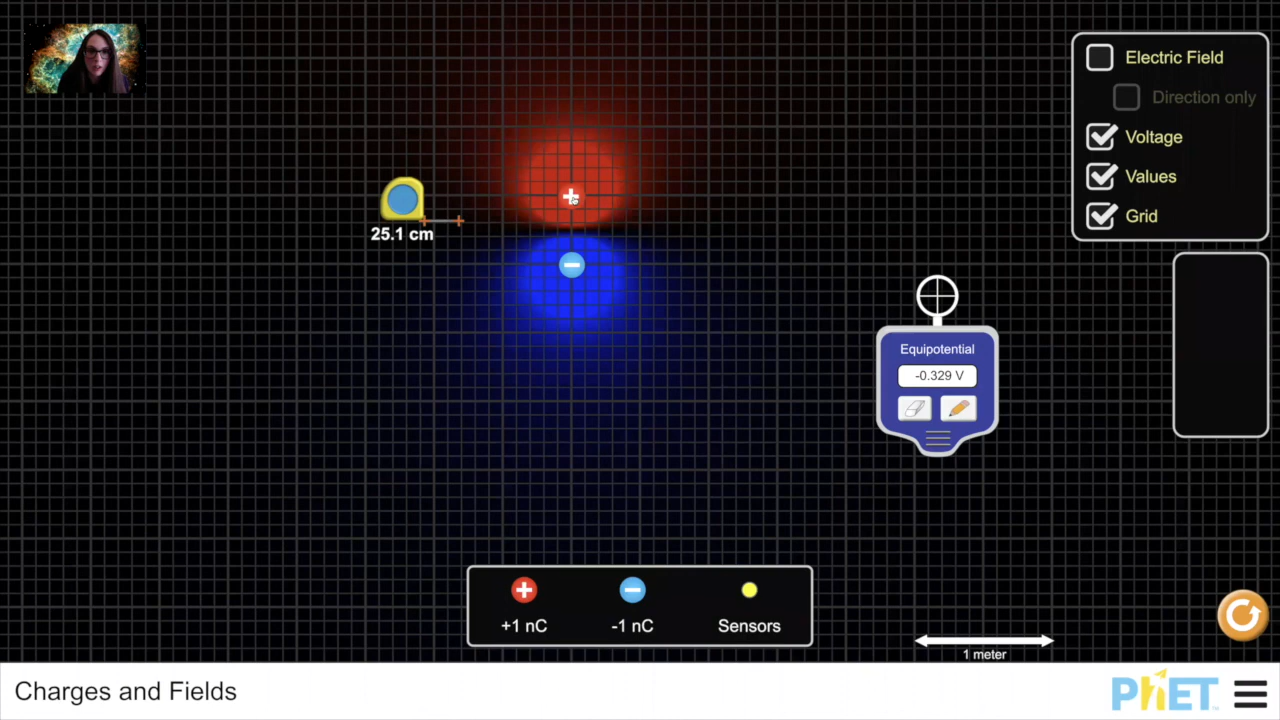 Electric Field
Direction only
Voltage
Values
Grid
25.1 cm
Equipotential
-0.329 V
+1 nC
-1 nC
Sensors
1 meter
Charges and Fields
PhET